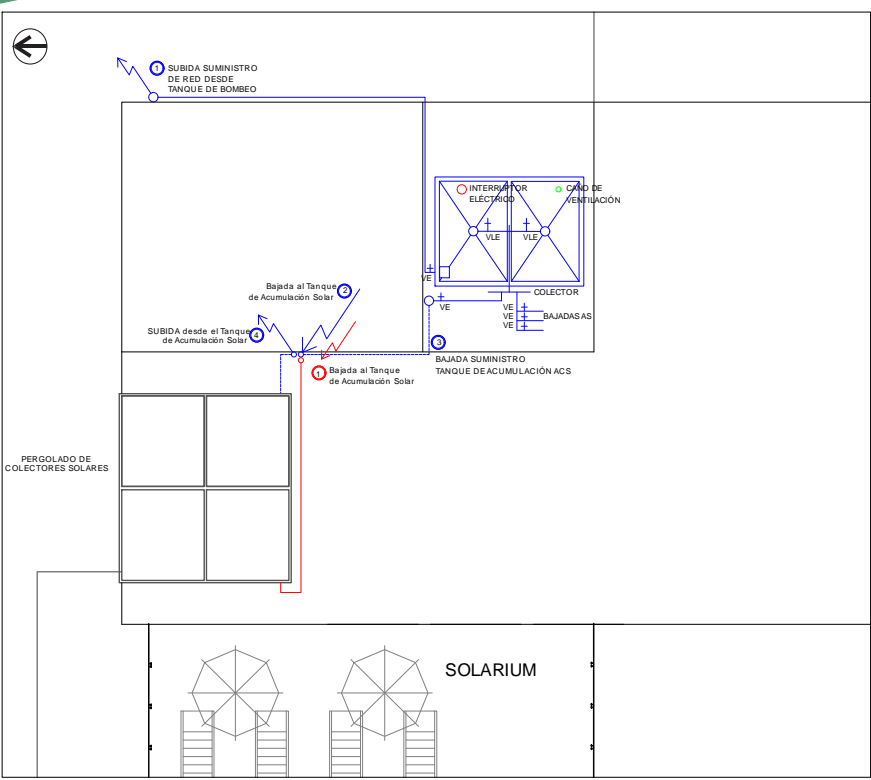 1 SUBIDA SUMINISTRO
DE RED DESDE
TANQUE DE BOMBEO
INTERRUPTOR
ELÉCTRICO
CAÑO DE
VENTILACIÓN
VLE
VLE
VE
Bajada al Tanque
de Acumulación Solar
2
COLECTOR
VE
VE
VE
VE
BAJADAS AS
SUBIDA desde el Tanque
de Acumulación Solar
4
3
BAJADA SUMINISTRO
TANQUE DE ACUMULACIÓN ACS
1 Bajada al Tanque
de Acumulación Solar
PERGOLADO DE
COLECTORES SOLARES
SOLARIUM